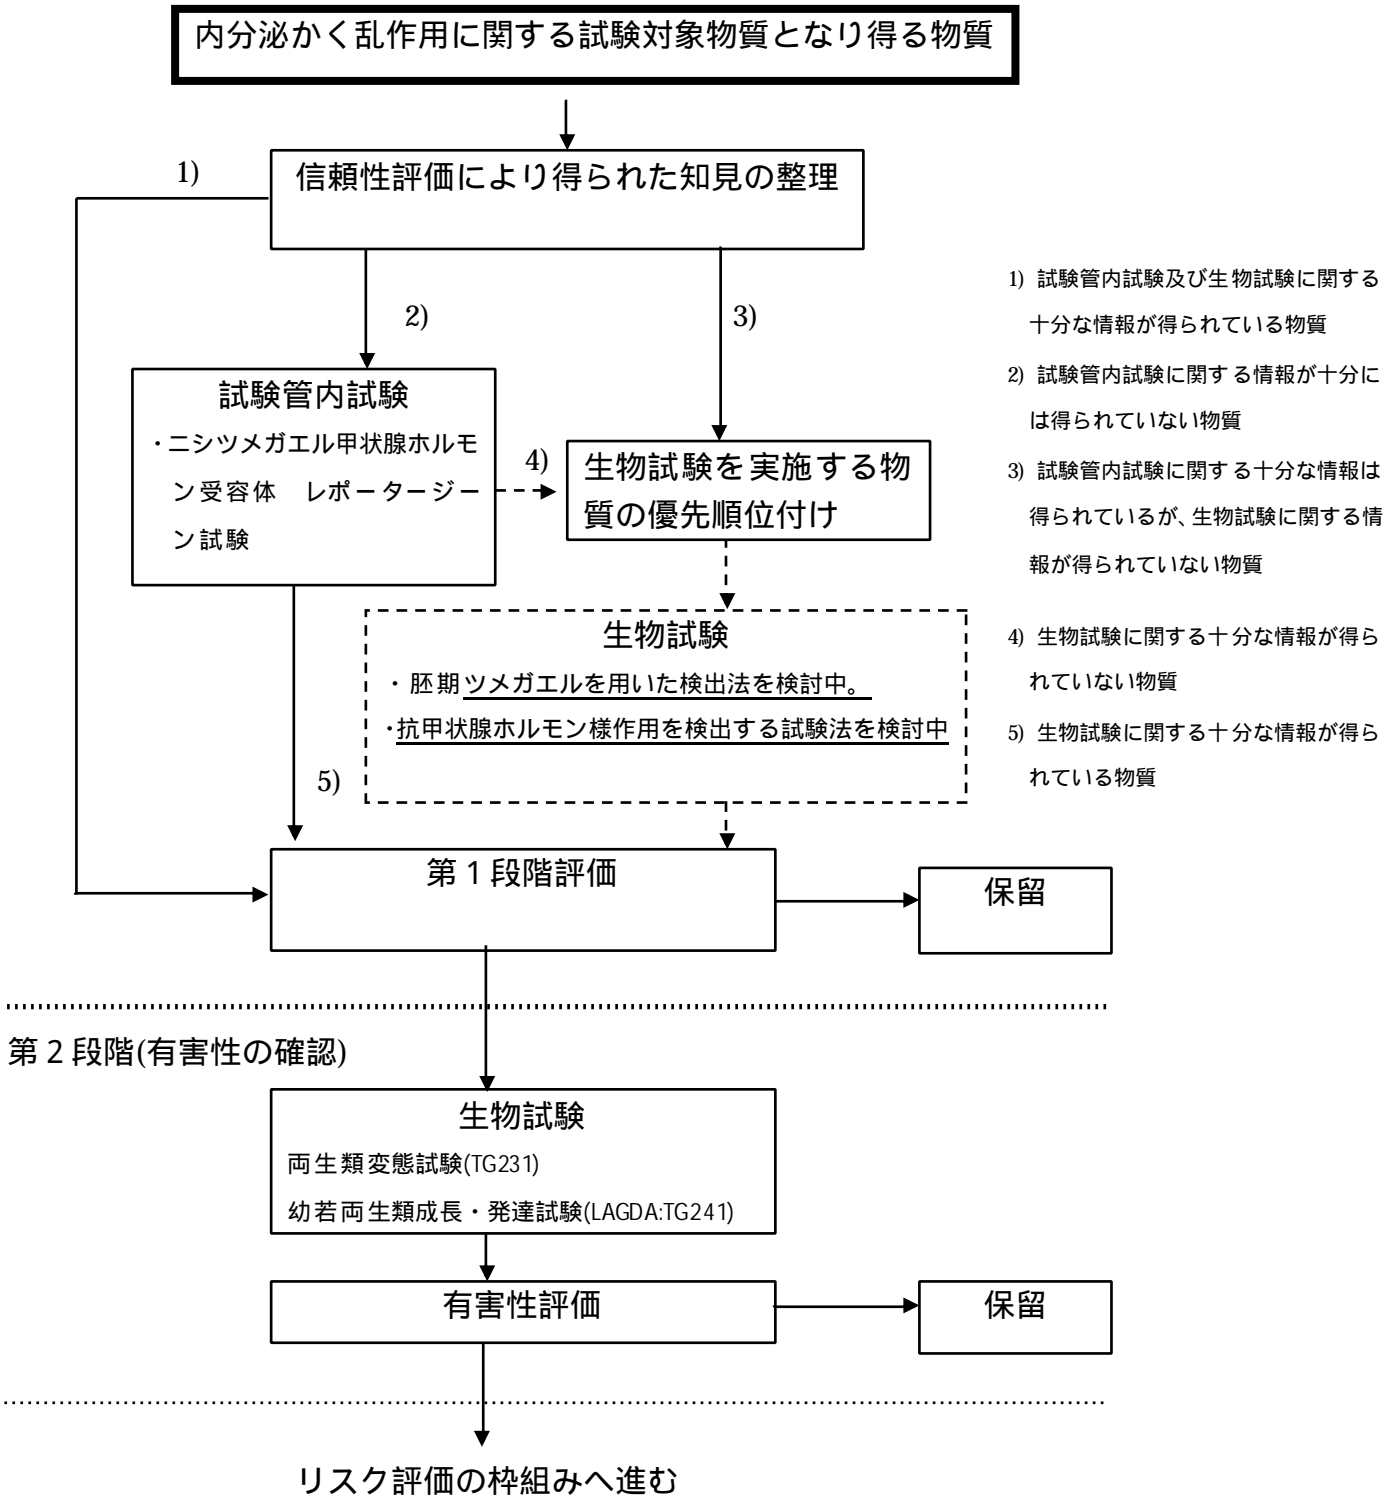 内分泌かく乱作用に関する試験対象物質となり得る物質
信頼性評価により得られた知見の整理
1)
2)
3)
試験管内試験
・ニシツメガエル甲状腺ホルモ
ン受容体　レポータージー
ン試験
4)
生物試験を実施する物
質の優先順位付け
生物試験
・胚期ツメガエルを用いた検出法を検討中。
・抗甲状腺ホルモン様作用を検出する試験法を検討中
5)
第1段階評価
保留
1) 試験管内試験及び生物試験に関する
十分な情報が得られている物質
2) 試験管内試験に関する情報が十分に
は得られていない物質
3) 試験管内試験に関する十分な情報は
得られているが、生物試験に関する情
報が得られていない物質
4) 生物試験に関する十分な情報が得ら
れていない物質
5) 生物試験に関する十分な情報が得ら
れている物質
第2段階(有害性の確認)
生物試験
両生類変態試験(TG231)
幼若両生類成長・発達試験(LAGDA:TG241)
有害性評価
保留
リスク評価の枠組みへ進む